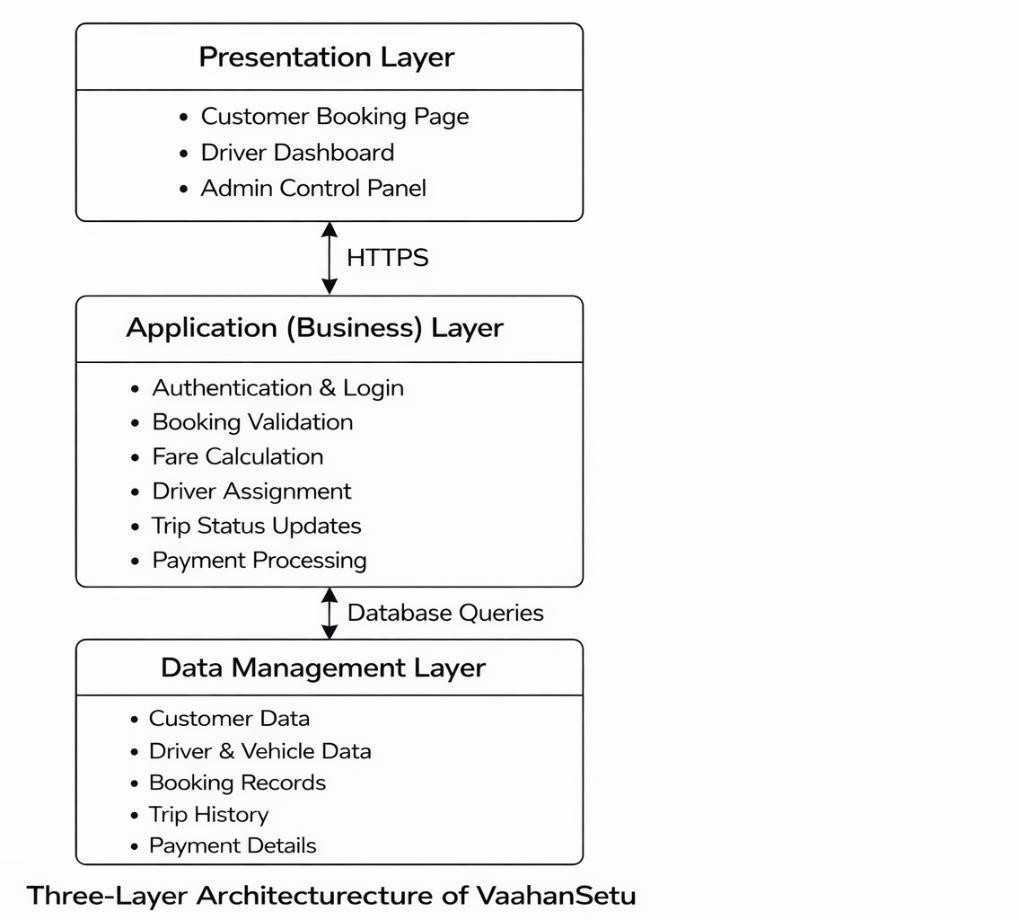 Presentation Layer
• Customer Booking Page
• Driver Dashboard
• Admin Control Panel
HTTPS
Application (Business) Layer
• Authentication & Login
• Booking Validation
• Fare Calculation
• Driver Assignment
• Trip Status Updates
• Payment Processing
Database Queries
Data Management Layer
• Customer Data
• Driver & Vehicle Data
• Booking Records
• Trip History
• Payment Details
Three-Layer Architecturecture of VaahanSetu